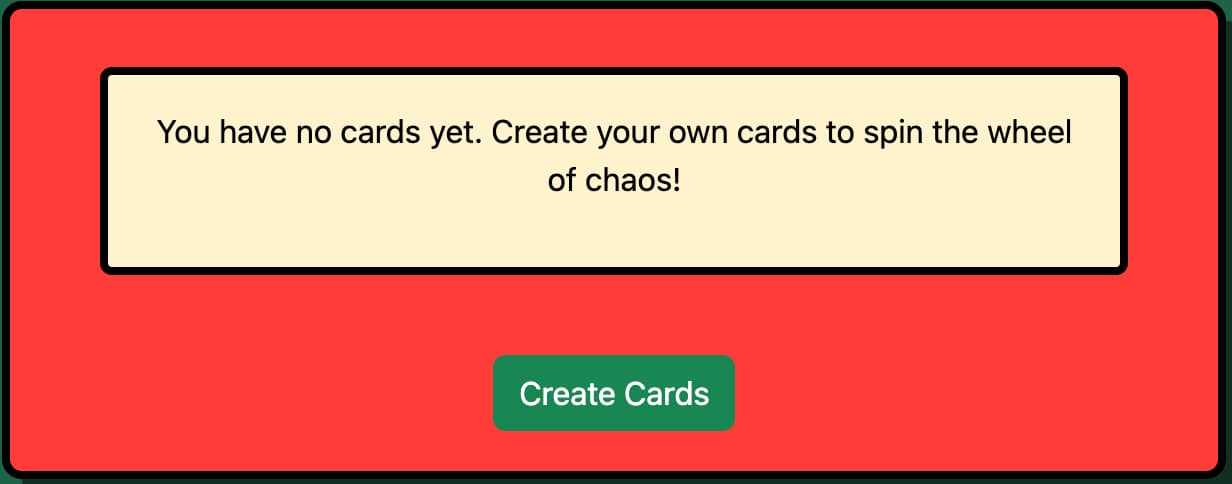 You have no cards yet. Create your own cards to spin the wheel
of chaos!
Create Cards